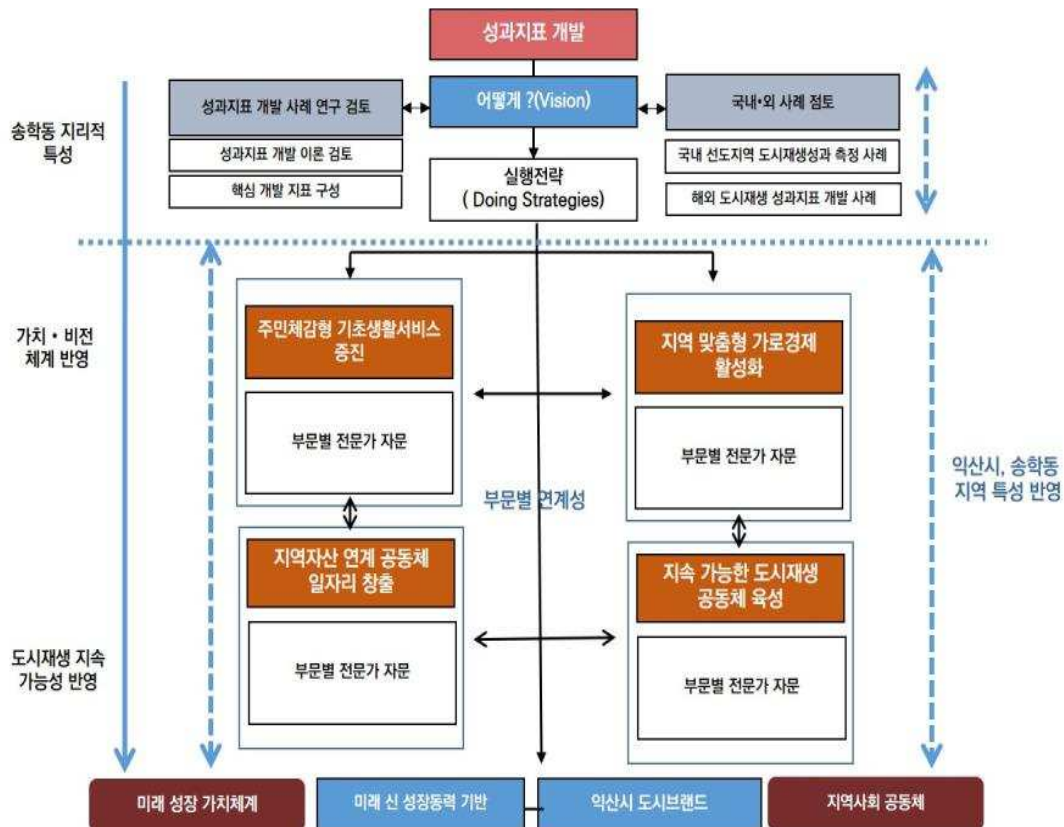 성과지표 개발
성과지표 개발 사례 연구 검토
어떻게 ?(Vision)
국내•외 사례 점토
송학동 지리적
특성
성과지표 개발 이론 검토
핵심 개발 지표 구성
실행전략
( Doing Strategies)
국내 선도지역 도시재생성과 측정 사례
해외 도시재생 성과지표 개발 사례
가치 • 비전
체계 반영
주민체감형 기초생활서비스
증진
지역 맞춤형 가로경제
활성화
부문별 전문가 자문
부문별 전문가 자문
부문별 연계성
익산시, 송학동
지역 특성 반영
지역자산 연계 공동체
일자리 창출
지속 가능한 도시재생
공동체 육성
도시재생 지속
가능성 반영
부문별 전문가 자문
부문별 전문가 자문
미래 성장 가치체계
미래 신 성장동력 기반
익산시 도시브랜드
지역사회 공동체